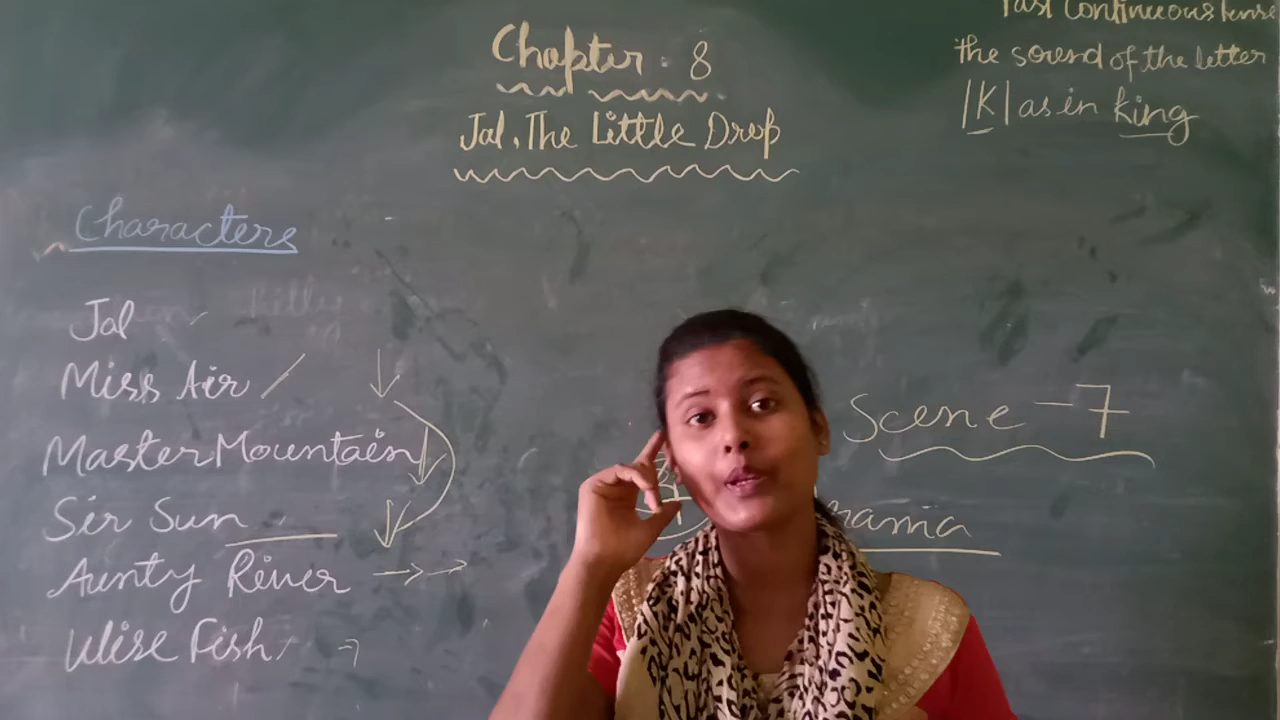 Chapter. 8
Jal, The Little Drop
Past Continuous tense
the sound of the letter
|K| as in king
Characters
Jal
Miss Air
Master Mountain
Sir Sun
Aunty River
Wise Fish
Scene - 7